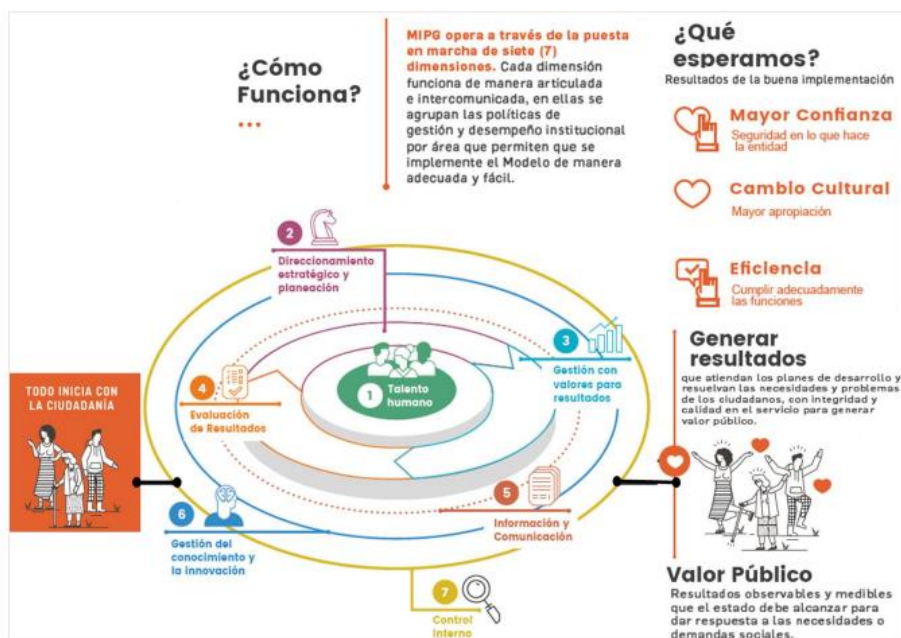 ¿Cómo
Funciona?
...
MIPG opera a través de la puesta
en marcha de siete (7)
dimensiones. Cada dimensión
funciona de manera articulada
e intercomunicada, en ellas se
agrupan las políticas de
gestión y desempeño institucional
por área que permiten que se
implemente el Modelo de manera
adecuada y fácil.
¿Qué
esperamos?
Resultados de la buena implementación
Mayor Confianza
Seguridad en lo que hace
la entidad
Cambio Cultural
Mayor apropiación
Eficiencia
Cumplir adecuadamente
las funciones
TODO INICIA CON
LA CIUDADANÍA
1 Talento
humano
2
Direccionamiento
estratégico y
planeación
3
Gestión con
valores para
resultados
4
Evaluación
de Resultados
5
Información y
Comunicación
6
Gestión del
conocimiento y
la innovación
7
Control
Interno
Generar
resultados
que atiendan los planes de desarrollo y
resuelvan las necesidades y problemas
de los ciudadanos, con integridad y
calidad en el servicio para generar
valor público.
Valor Público
Resultados observables y medibles
que el estado debe alcanzar para
dar respuesta a las necesidades o
demandas sociales.